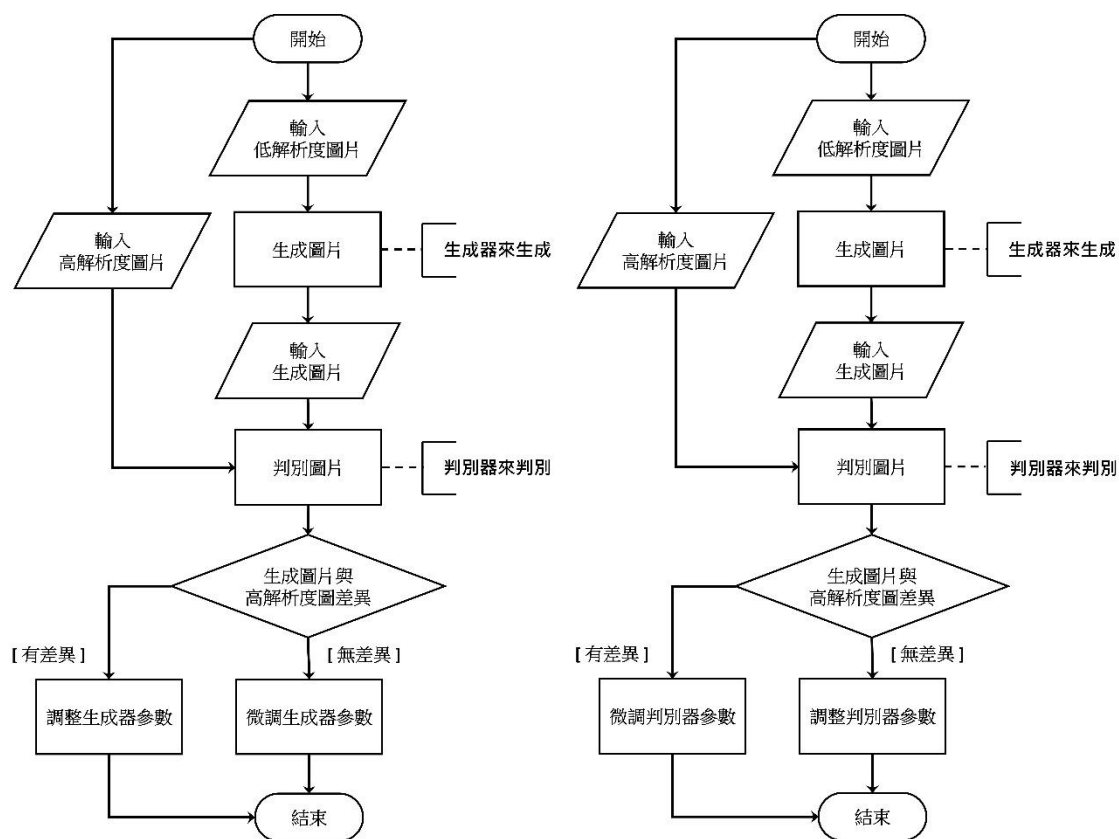 開始
輸入
低解析度圖片
輸入
高解析度圖片
生成圖片
生成器來生成
輸入
生成圖片
判別圖片
判別器來判別
生成圖片與
高解析度圖差異
[ 有差異 ]
[ 無差異 ]
調整生成器參數
微調生成器參數
結束
開始
輸入
低解析度圖片
輸入
高解析度圖片
生成圖片
生成器來生成
輸入
生成圖片
判別圖片
判別器來判別
生成圖片與
高解析度圖差異
[ 有差異 ]
[ 無差異 ]
微調判別器參數
調整判別器參數
結束